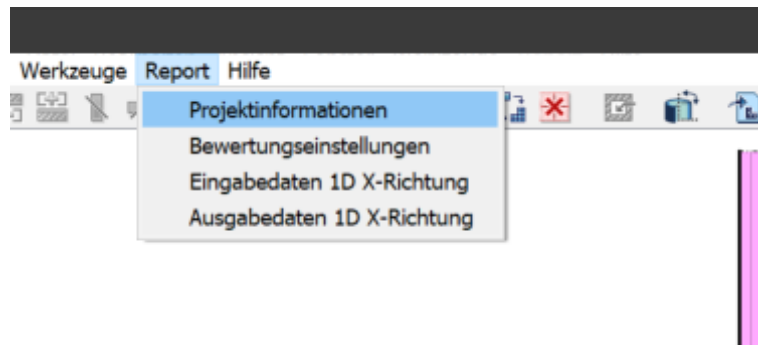 Werkzeuge Report Hilfe
Projektinformationen
Bewertungseinstellungen
Eingabedaten 1D X-Richtung
Ausgabedaten 1D X-Richtung